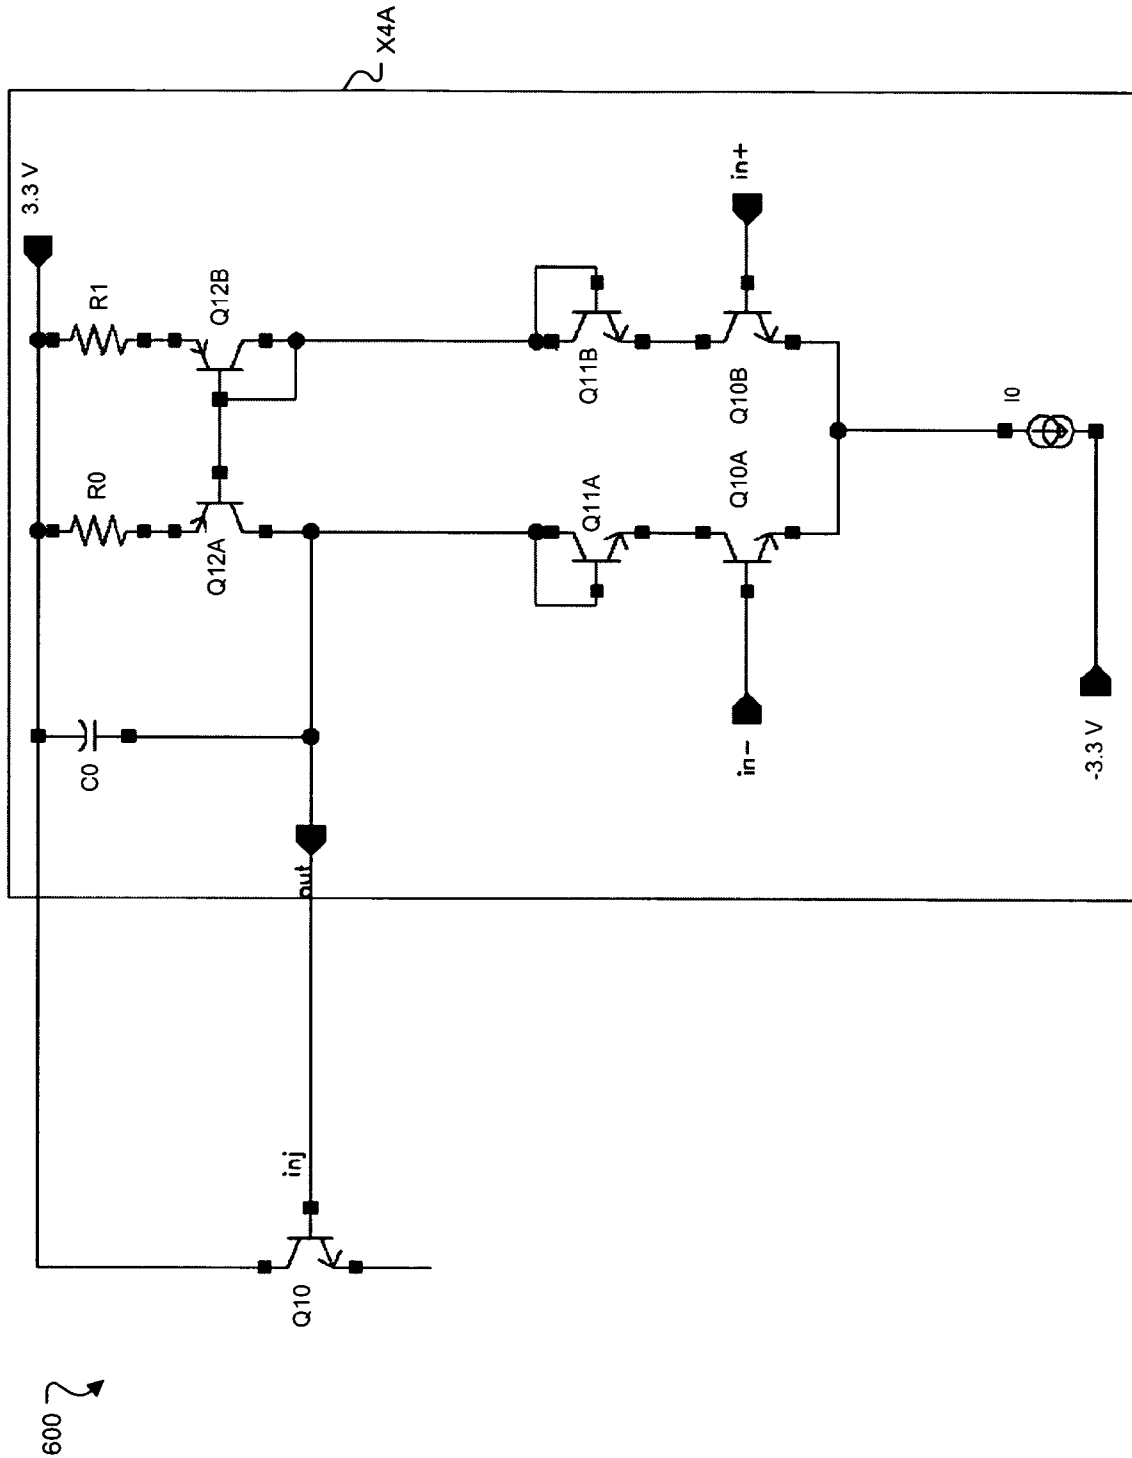 X4A
3.3 V
R1
Q12B
R0
Q12A
C0
out
inj
Q10
600
Q11B
Q11A
in+
Q10B
Q10A
in−
I0
-3.3 V